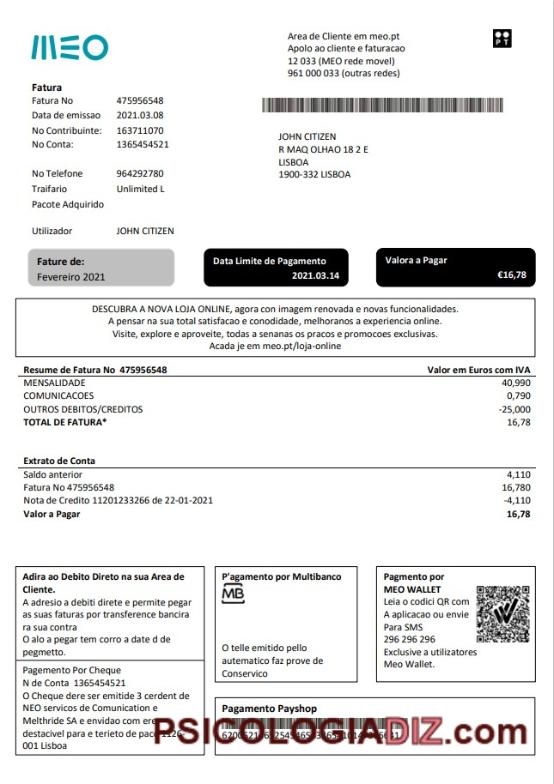 MEO
Area de Cliente em meo.pt
Apolo ao cliente e faturacao
12 033 (MEO rede movel)
961 000 033 (outras redes)
PT
Fatura
Fatura No 475956548
Data de emissao 2021.03.08
No Contribuinte: 163711070
No Conta: 1365454521
JOHN CITIZEN
R MAQ OLHAO 18 2 E
LISBOA
1900-332 LISBOA
No Telefone 964292780
Traifario Unlimited L
Pacote Adquirido
Utilizador JOHN CITIZEN
Fature de:
Fevereiro 2021
Data Limite de Pagamento
2021.03.14
Valora a Pagar
€16,78
DESCUBRA A NOVA LOJA ONLINE, agora con imagem renovada e novas funcionalidades.
A pensar na sua total satisfacao e conodidade, melhoranos a experiencia online.
Visite, explore e aproveite, todas a senanas os pracos e promocoes exclusivas.
Acada je em meo.pt/loja-online
Resume de Fatura No 475956548 Valor em Euros com IVA
MENSALIDADE 40,990
COMUNICACOES 0,790
OUTROS DEBITOS/CREDITOS -25,000
TOTAL DE FATURA* 16,78
Extrato de Conta
Saldo anterior 4,110
Fatura No 475956548 16,780
Nota de Credito 11201233266 de 22-01-2021 -4,110
Valor a Pagar 16,78
Adira ao Debito Direto na sua Area de
Cliente.
A adresio a debiti direte e permite pegar
as suas faturas por transference bancira
ra sua contra
O alo a pegar tem corro a date d de
pegmetto.
Pagemento Por Cheque
N de Conta 1365454521
O Cheque dere ser emitide 3 cerdent de
NEO servicos de Comunication e
Melthride SA e envidao com ere
destacivel para e terieto de paco 1126-
001 Lisboa
P'agamento por Multibanco
MB
O telle emitido pello
automatico faz prove de
Conservico
Pagmento por
MEO WALLET
Leia o codici QR com
A aplicacao ou envie
Para SMS
296 296 296
Exclusive a utilizatores
Meo Wallet.
Pagamento Payshop
PSICOLOGIADIZ.com